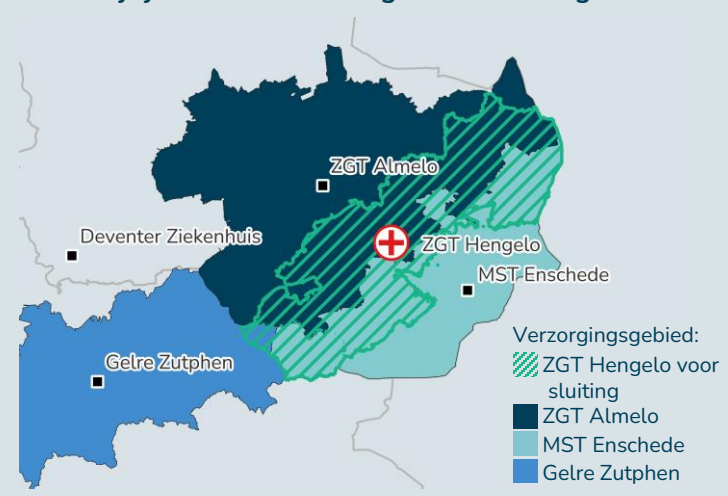 ZGT Almelo
Deventer Ziekenhuis
ZGT Hengelo
MST Enschede
Gelre Zutphen
Verzorgingsgebied:
ZGT Hengelo voor
sluiting
ZGT Almelo
MST Enschede
Gelre Zutphen